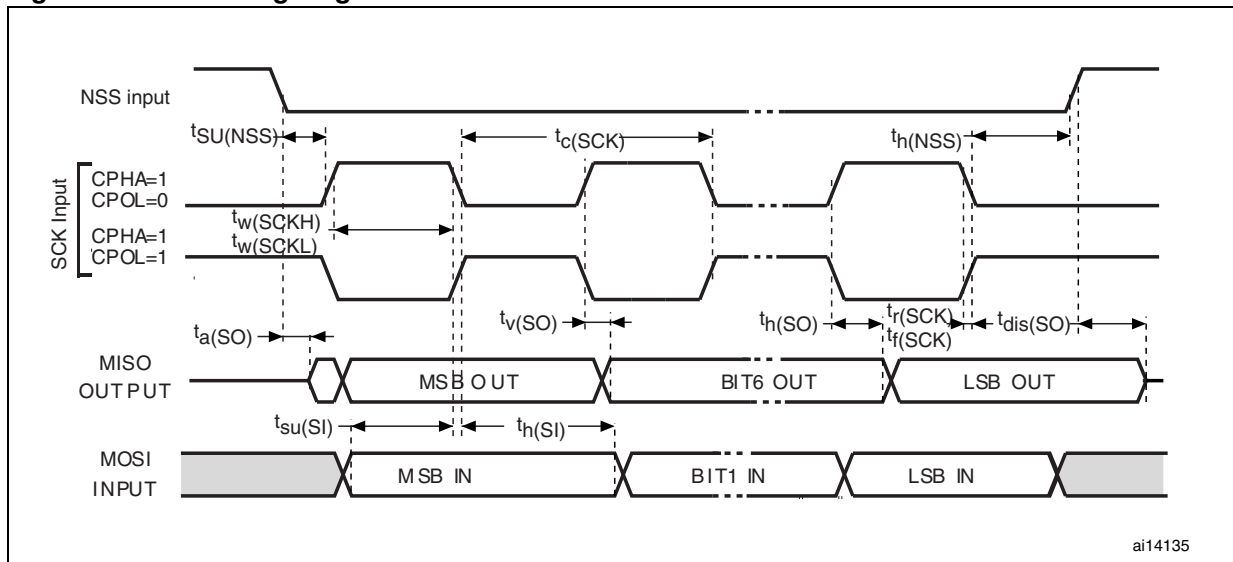 NSS input
tSU(NSS)
tc(SCK)
th(NSS)
SCK Input
CPHA=1
CPOL=0
tw(SCKH)
tw(SCKL)
CPHA=1
CPOL=1
ta(SO)
tv(SO)
th(SO)
tr(SCK)
tf(SCK)
tdis(SO)
MISO
OUTPUT
MSB OUT
BIT6 OUT
LSB OUT
tsu(SI)
th(SI)
MOSI
INPUT
MSB IN
BIT1 IN
LSB IN
ai14135